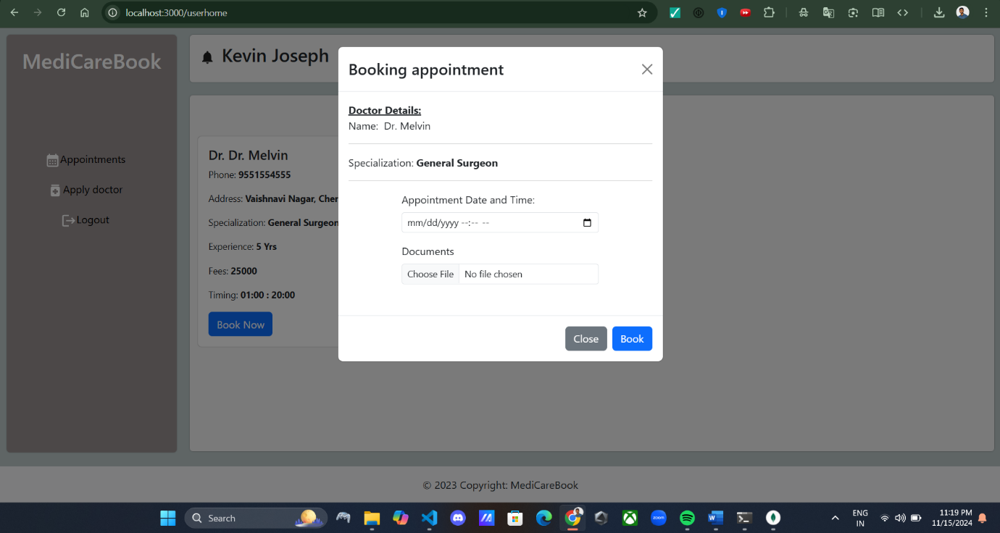 localhost:3000/userhome
MediCareBook
Appointments
Apply doctor
Logout
Kevin Joseph
Dr. Dr. Melvin
Phone: 9551554555
Address: Vaishnavi Nagar, Cher
Specialization: General Surgeon
Experience: 5 Yrs
Fees: 25000
Timing: 01:00 : 20:00
Book Now
Booking appointment
Doctor Details:
Name: Dr. Melvin
Specialization: General Surgeon
Appointment Date and Time:
mm/dd/yyyy --:-- --
Documents
Choose File No file chosen
Close Book
© 2023 Copyright: MediCareBook
Search
zoom
ENG
IN
11:19 PM
11/15/2024